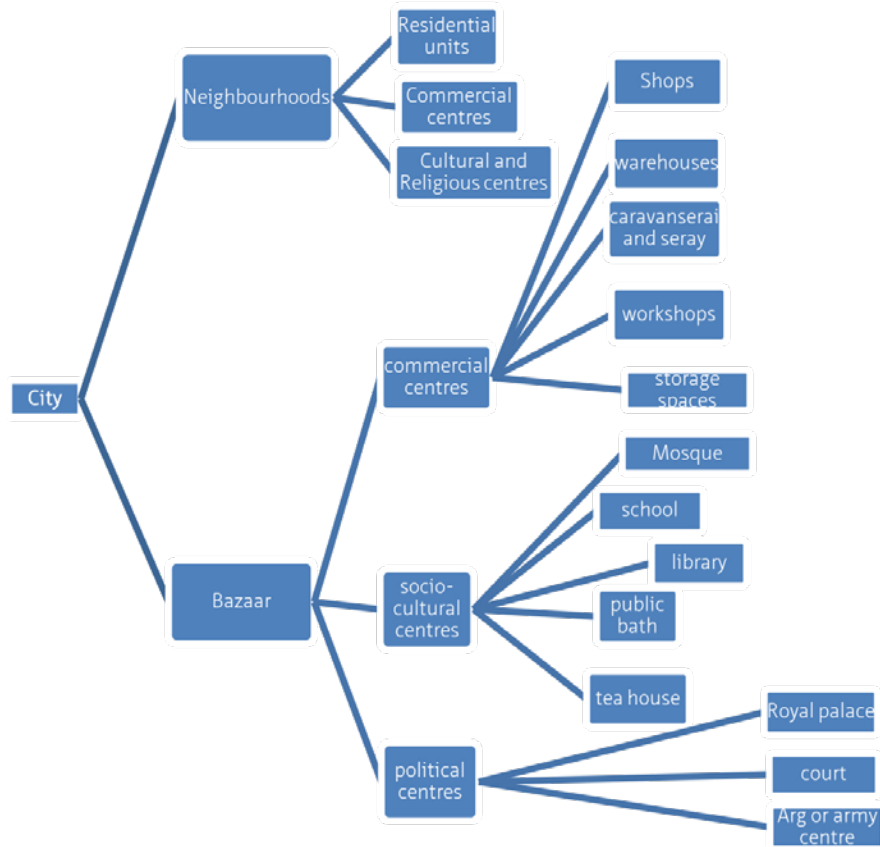 City
Neighbourhoods
Residential
units
Commercial
centres
Cultural and
Religious centres
Bazaar
commercial
centres
Shops
warehouses
caravanserai
and seray
workshops
storage
spaces
socio-
cultural
centres
Mosque
school
library
public
bath
tea house
political
centres
Royal palace
court
Arg or army
centre